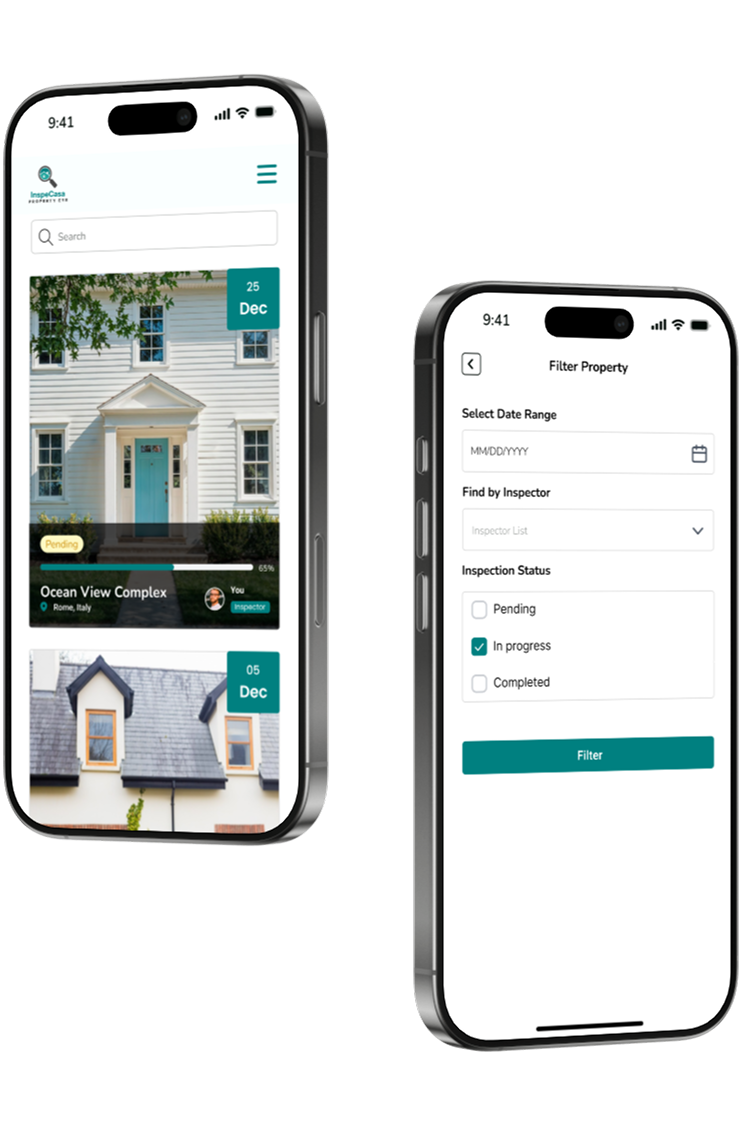 9:41
InspeCasa
Search
25
Dec
Pending
65%
Ocean View Complex
You
Rome, Italy
Inspector
05
Dec
9:41
Filter Property
Select Date Range
MM/DD/YYYY
Find by Inspector
Inspector List
Inspection Status
Pending
In progress
Completed
Filter